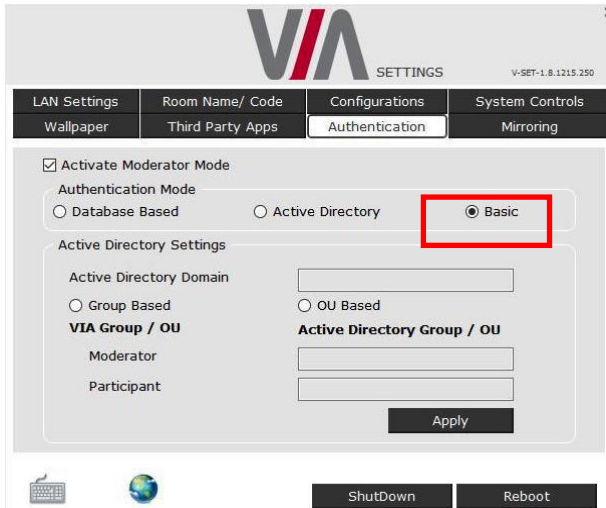 VIA
SETTINGS
V-SET-1.8.1215.250
LAN Settings Room Name/ Code Configurations System Controls
Wallpaper Third Party Apps Authentication Mirroring
Activate Moderator Mode
Authentication Mode
Database Based Active Directory Basic
Active Directory Settings
Active Directory Domain
Group Based OU Based
VIA Group / OU Active Directory Group / OU
Moderator
Participant
Apply
ShutDown Reboot